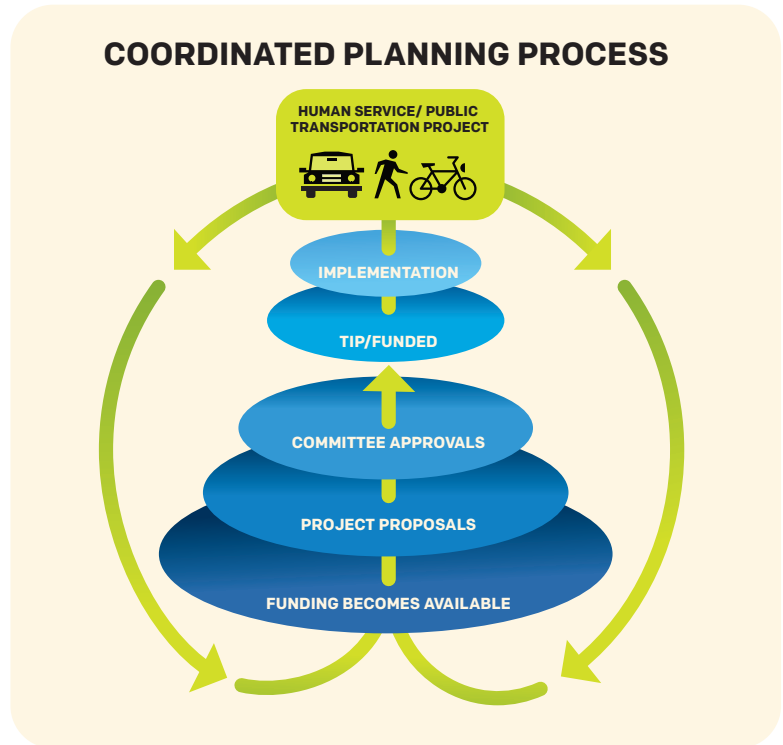 COORDINATED PLANNING PROCESS
HUMAN SERVICE/ PUBLIC
TRANSPORTATION PROJECT
IMPLEMENTATION
TIP/FUNDED
COMMITTEE APPROVALS
PROJECT PROPOSALS
FUNDING BECOMES AVAILABLE